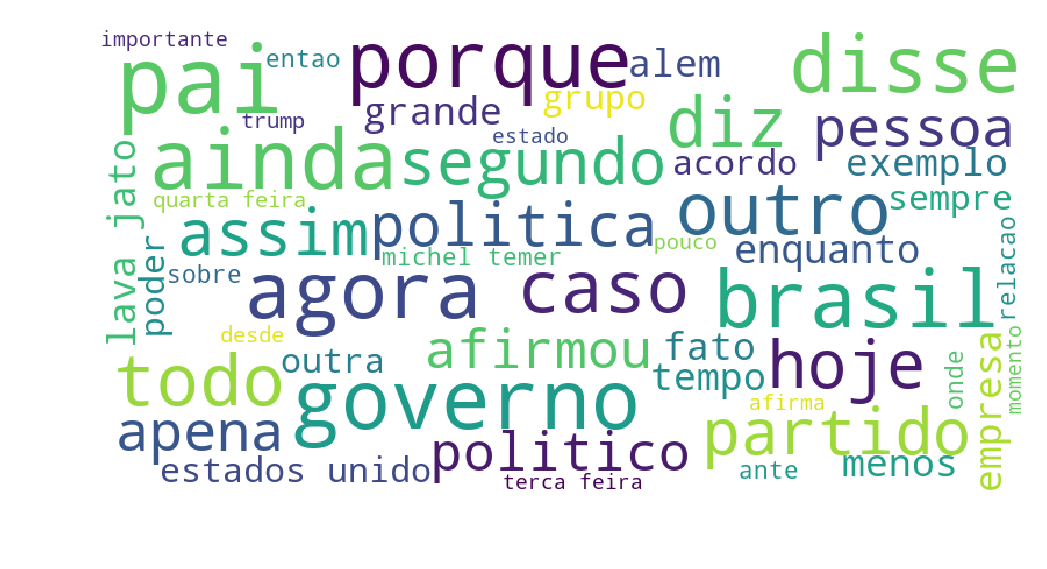 importante
pai
entao
porque
alem
disse
grande
grupo
trump
estado
diz
pessoa
lava jato
ainda
segundo
acordo
exemplo
quarta feira
outro
sempre
assim
politica
pouco
enquanto
relacao
poder
sobre
michel temer
agora
caso
brasil
desde
outra
afirmou
fato
hoje
momento
todo
governo
tempo
onde
empresa
afirma
apena
politico
partido
estados unido
terca feira
ante
menos